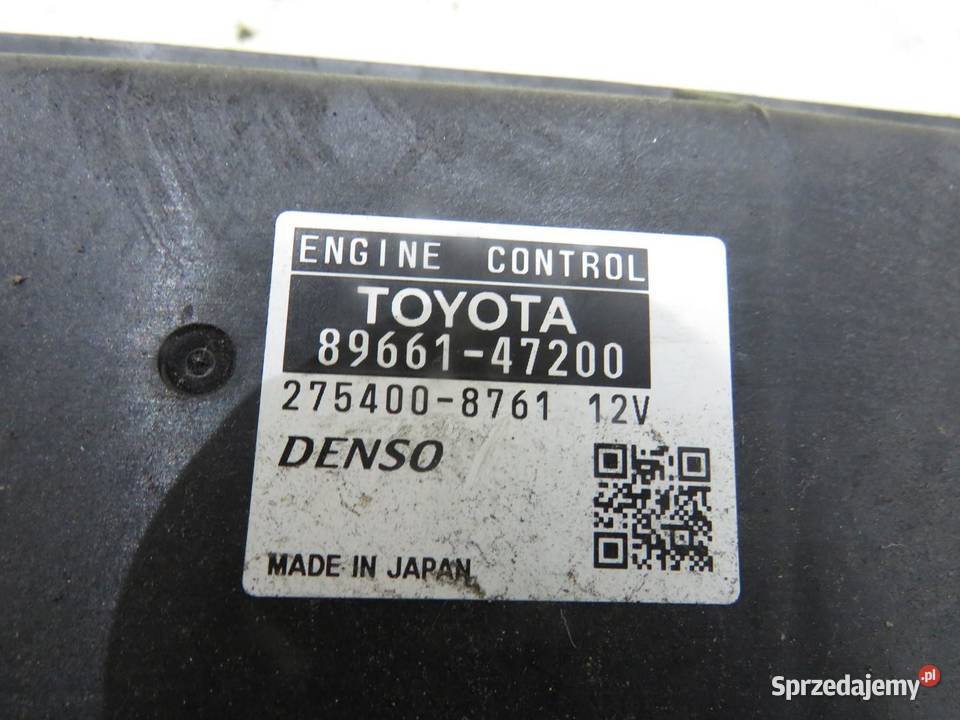 ENGINE CONTROL
TOYOTA
89661-47200
275400-8761 12V
DENSO
MADE IN JAPAN
Sprzedajemy.pl